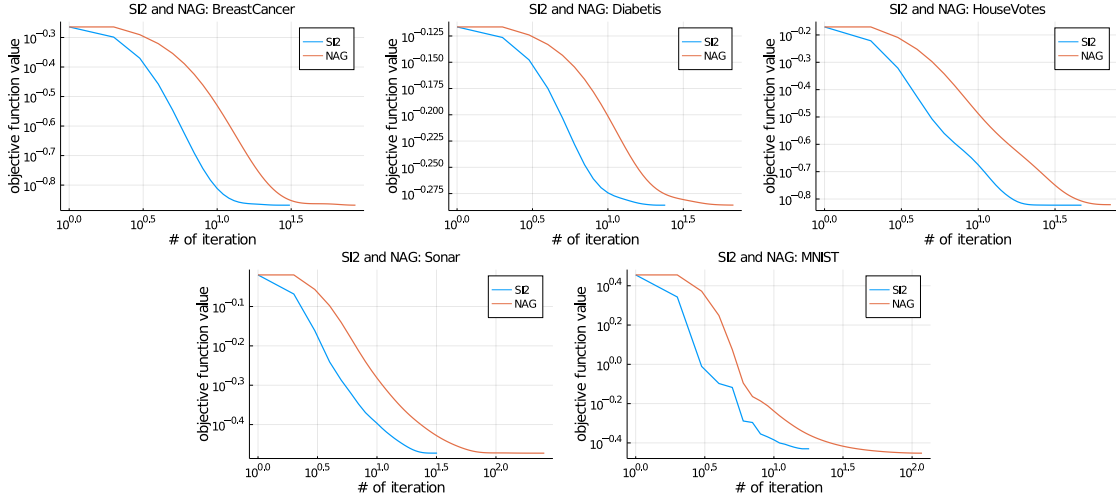 SI2 and NAG: BreastCancer
objective function value
10^-0.3
10^-0.4
10^-0.5
10^-0.6
10^-0.7
10^-0.8
10^0.0
10^0.5
10^1.0
10^1.5
# of iteration
SI2
NAG
SI2 and NAG: Diabetis
objective function value
10^-0.125
10^-0.150
10^-0.175
10^-0.200
10^-0.225
10^-0.250
10^-0.275
10^0.0
10^0.5
10^1.0
10^1.5
# of iteration
SI2
NAG
SI2 and NAG: HouseVotes
objective function value
10^-0.2
10^-0.3
10^-0.4
10^-0.5
10^-0.6
10^-0.7
10^-0.8
10^0.0
10^0.5
10^1.0
10^1.5
# of iteration
SI2
NAG
SI2 and NAG: Sonar
objective function value
10^-0.1
10^-0.2
10^-0.3
10^-0.4
10^0.0
10^0.5
10^1.0
10^1.5
10^2.0
# of iteration
SI2
NAG
SI2 and NAG: MNIST
objective function value
10^0.4
10^0.2
10^0.0
10^-0.2
10^-0.4
10^0.0
10^0.5
10^1.0
10^1.5
10^2.0
# of iteration
SI2
NAG